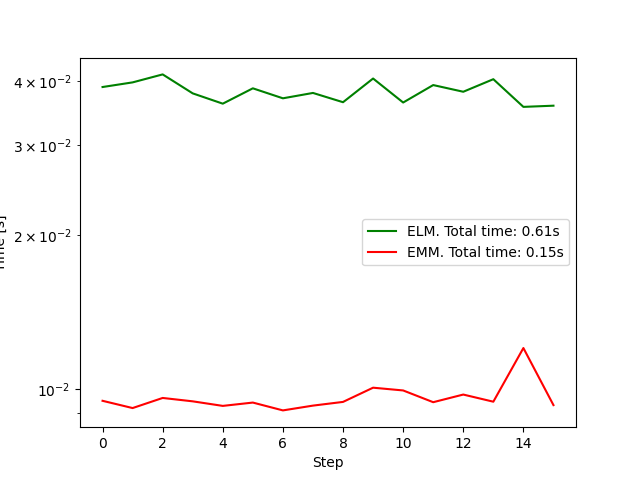 4 × 10⁻²
3 × 10⁻²
2 × 10⁻²
10⁻²
Time [s]
ELM. Total time: 0.61s
EMM. Total time: 0.15s
0 2 4 6 8 10 12 14
Step